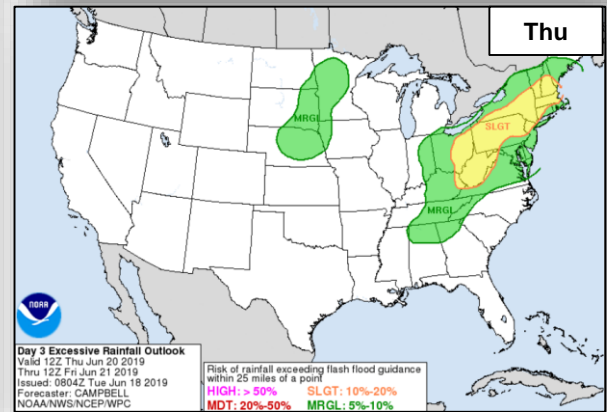 Thu
MRGL
SLGT
MRGL
NOAA
Day 3 Excessive Rainfall Outlook
Valid 12Z Thu Jun 20 2019
Thru 12Z Fri Jun 21 2019
Issued: 0804Z Tue Jun 18 2019
Forecaster: CAMPBELL
NOAA/NWS/NCEP/WPC
Risk of rainfall exceeding flash flood guidance
within 25 miles of a point
HIGH: > 50% SLGT: 10%-20%
MDT: 20%-50% MRGL: 5%-10%